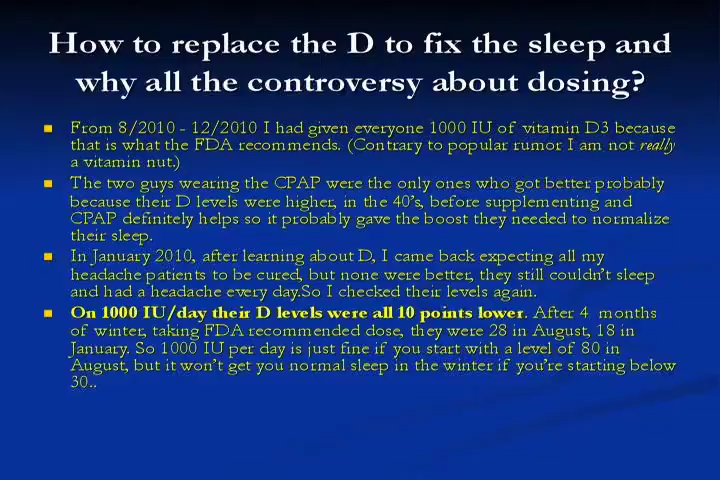 How to replace the D to fix the sleep and
why all the controversy about dosing?
From 8/2010 - 12/2010 I had given everyone 1000 IU of vitamin D3 because
that is what the FDA recommends. (Contrary to popular rumor I am not really
a vitamin nut.)
The two guys wearing the CPAP were the only ones who got better probably
because their D levels were higher, in the 40's, before supplementing and
CPAP definitely helps so it probably gave the boost they needed to normalize
their sleep.
In January 2010, after learning about D, I came back expecting all my
headache patients to be cured, but none were better, they still couldn't sleep
and had a headache every day.So I checked their levels again.
On 1000 IU/day their D levels were all 10 points lower. After 4 months
of winter, taking FDA recommended dose, they were 28 in August, 18 in
January. So 1000 IU per day is just fine if you start with a level of 80 in
August, but it won't get you normal sleep in the winter if you're starting below
30..